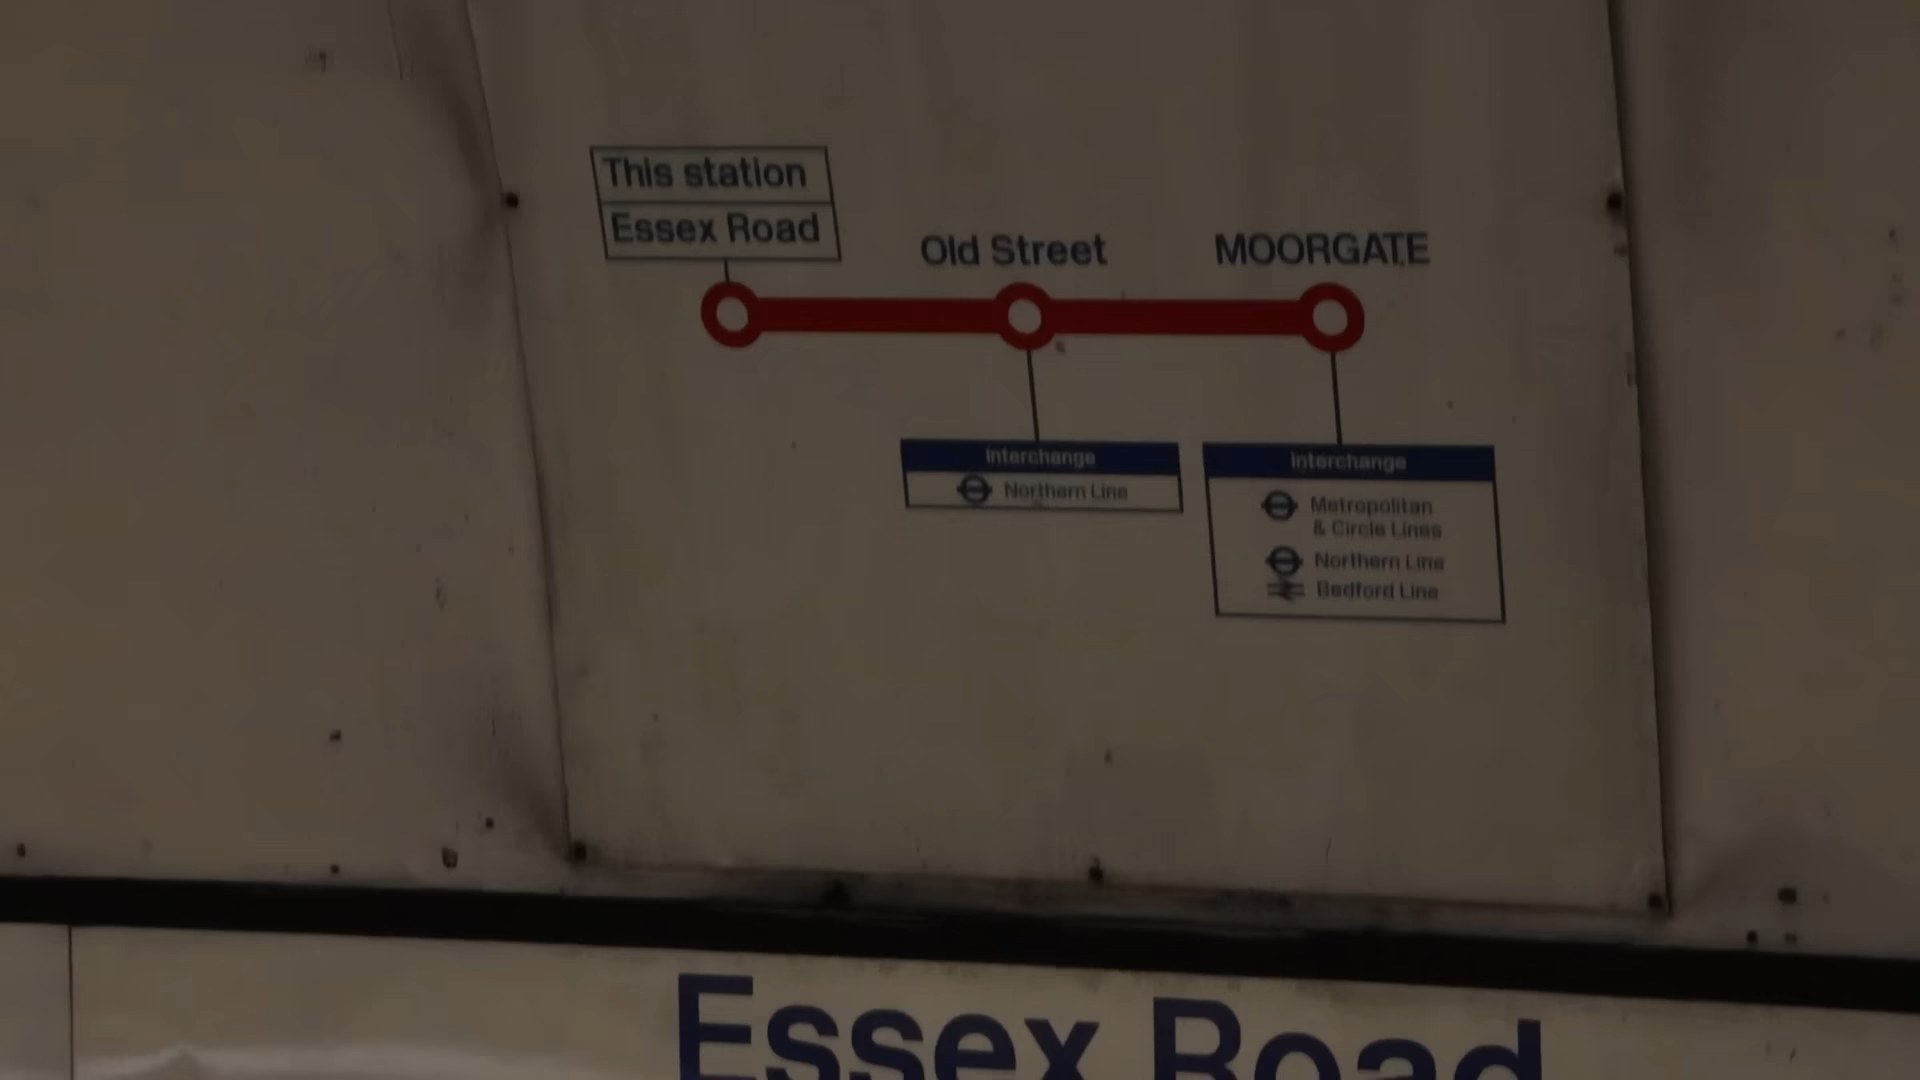 This station
Essex Road
Old Street
MOORGATE
Interchange
Northern Line
Interchange
Metropolitan
& Circle Lines
Northern Line
Bedford Line
Essex Road